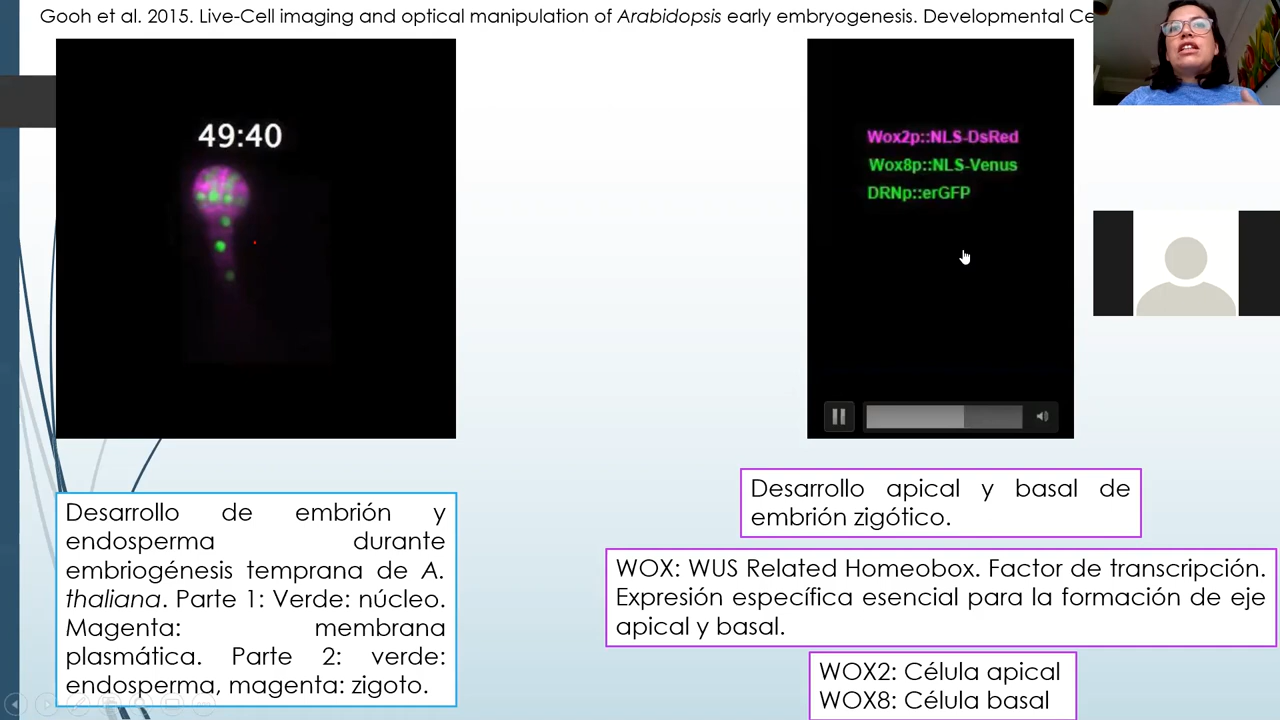 Gooh et al. 2015. Live-Cell imaging and optical manipulation of Arabidopsis early embryogenesis. Developmental
49:40
Wox2p::NLS-DsRed
Wox8p::NLS-Venus
DRNp::erGFP
Desarrollo de embrión y
endosperma durante
embriogénesis temprana de A.
thaliana. Parte 1: Verde: núcleo.
Magenta: membrana
plasmática. Parte 2: verde:
endosperma, magenta: zigoto.
Desarrollo apical y basal de
embrión zigótico.
WOX: WUS Related Homeobox. Factor de transcripción.
Expresión específica esencial para la formación de eje
apical y basal.
WOX2: Célula apical
WOX8: Célula basal